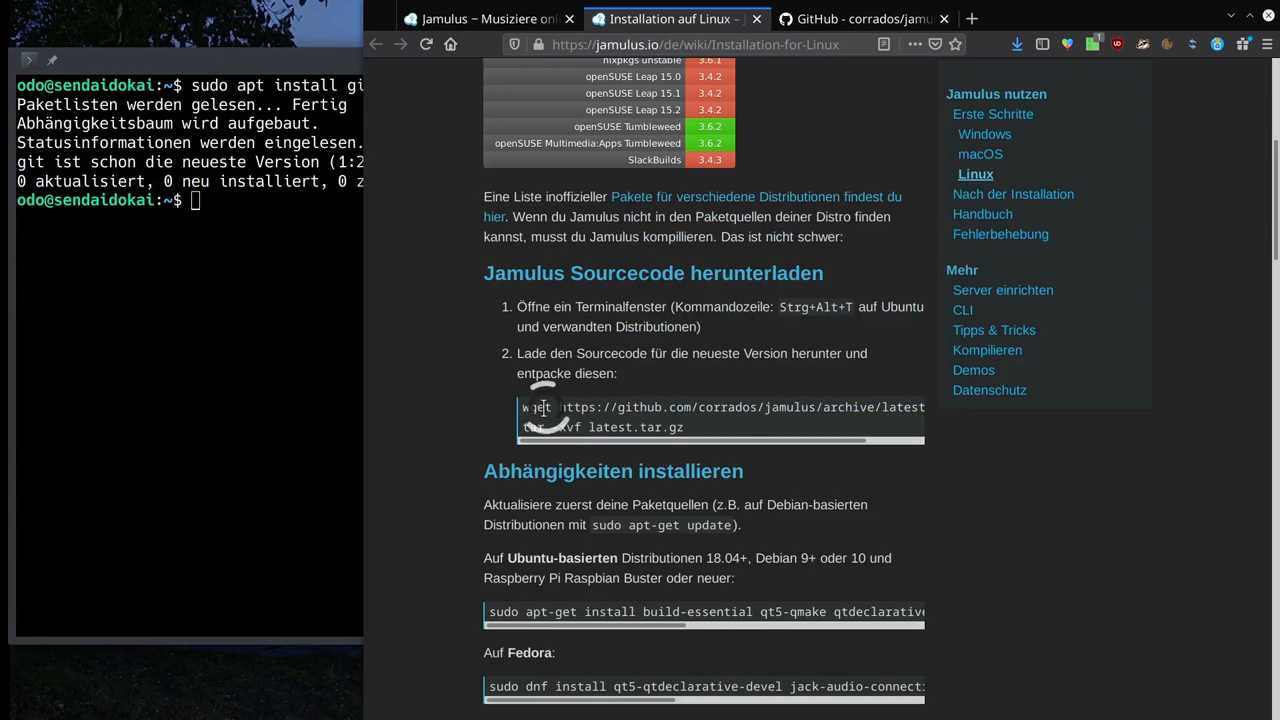 Jamulus – Musiziere onl
Installation auf Linux – J
GitHub - corrados/jamu
https://jamulus.io/de/wiki/Installation-for-Linux
odo@sendaidokai:~$ sudo apt install gi
Paketlisten werden gelesen... Fertig
Abhängigkeitsbaum wird aufgebaut.
Statusinformationen werden eingelesen.
git ist schon die neueste Version (1:2
0 aktualisiert, 0 neu installiert, 0 z
odo@sendaidokai:~$
nixpkgs unstable 3.6.1
openSUSE Leap 15.0 3.4.2
openSUSE Leap 15.1 3.4.2
openSUSE Leap 15.2 3.4.2
openSUSE Tumbleweed 3.6.2
openSUSE Multimedia:Apps Tumbleweed 3.6.2
SlackBuilds 3.4.3
Eine Liste inoffizieller Pakete für verschiedene Distributionen findest du
hier. Wenn du Jamulus nicht in den Paketquellen deiner Distro finden
kannst, musst du Jamulus kompillieren. Das ist nicht schwer:
Jamulus Sourcecode herunterladen
1. Öffne ein Terminalfenster (Kommandozeile: Strg+Alt+T auf Ubuntu
und verwandten Distributionen)
2. Lade den Sourcecode für die neueste Version herunter und
entpacke diesen:
wget https://github.com/corrados/jamulus/archive/latest
tar -xvf latest.tar.gz
Abhängigkeiten installieren
Aktualisiere zuerst deine Paketquellen (z.B. auf Debian-basierten
Distributionen mit sudo apt-get update).
Auf Ubuntu-basierten Distributionen 18.04+, Debian 9+ oder 10 und
Raspberry Pi Raspbian Buster oder neuer:
sudo apt-get install build-essential qt5-qmake qtdeclarative
Auf Fedora:
sudo dnf install qt5-qtdeclarative-devel jack-audio-connecti
Jamulus nutzen
Erste Schritte
Windows
macOS
Linux
Nach der Installation
Handbuch
Fehlerbehebung
Mehr
Server einrichten
CLI
Tipps & Tricks
Kompilieren
Demos
Datenschutz